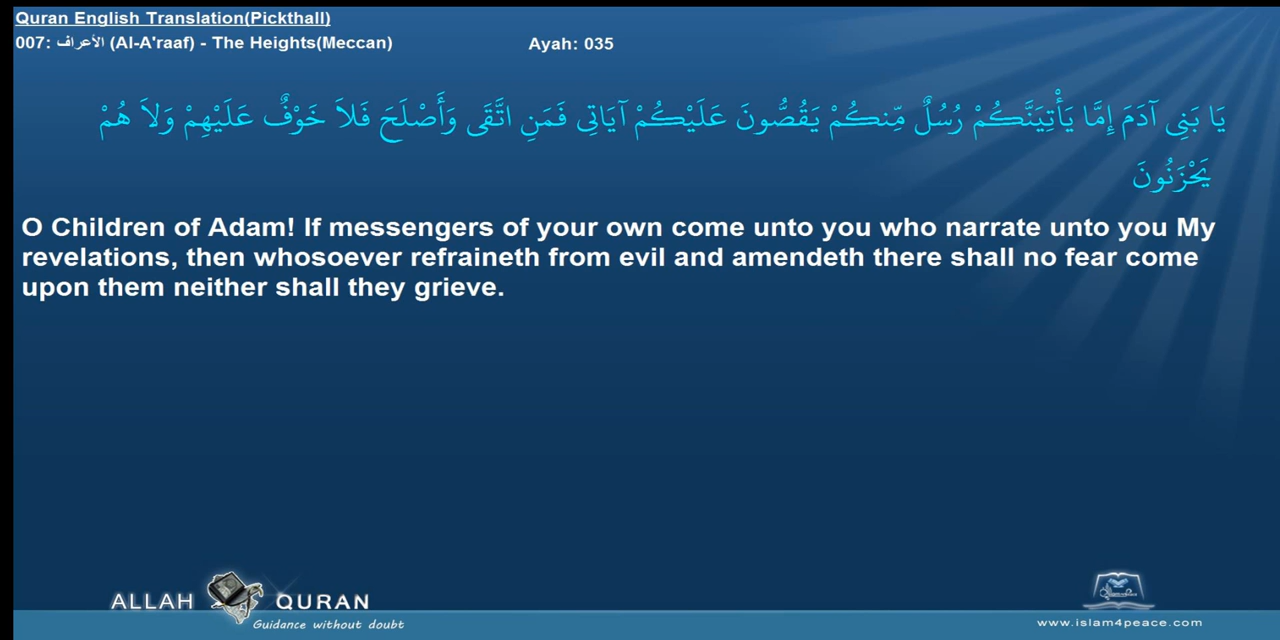 Quran English Translation(Pickthall)
007: الأعراف (Al-A'raaf) - The Heights(Meccan)
Ayah: 035
يَا بَنِي آدَمَ إِمَّا يَأْتِيَنَّكُمْ رُسُلٌ مِّنكُمْ يَقُصُّونَ عَلَيْكُمْ آيَاتِي فَمَنِ اتَّقَى وَأَصْلَحَ فَلاَ خَوْفٌ عَلَيْهِمْ وَلاَ هُمْ
يَحْزَنُونَ
O Children of Adam! If messengers of your own come unto you who narrate unto you My
revelations, then whosoever refraineth from evil and amendeth there shall no fear come
upon them neither shall they grieve.
ALLAH QURAN
Guidance without doubt
www.islam4peace.com